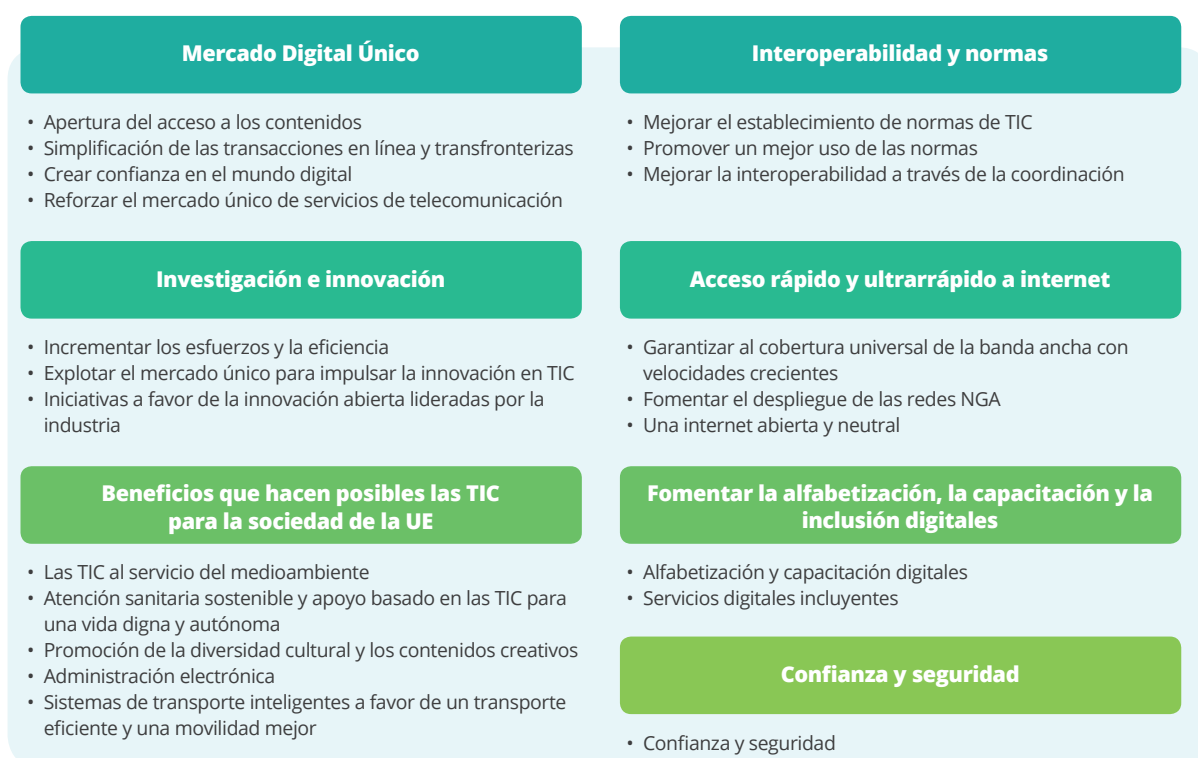 Mercado Digital Único
• Apertura del acceso a los contenidos
• Simplificación de las transacciones en línea y transfronterizas
• Crear confianza en el mundo digital
• Reforzar el mercado único de servicios de telecomunicación
Interoperabilidad y normas
• Mejorar el establecimiento de normas de TIC
• Promover un mejor uso de las normas
• Mejorar la interoperabilidad a través de la coordinación
Investigación e innovación
• Incrementar los esfuerzos y la eficiencia
• Explotar el mercado único para impulsar la innovación en TIC
• Iniciativas a favor de la innovación abierta lideradas por la
industria
Acceso rápido y ultrarrápido a internet
• Garantizar al cobertura universal de la banda ancha con
velocidades crecientes
• Fomentar el despliegue de las redes NGA
• Una internet abierta y neutral
Beneficios que hacen posibles las TIC
para la sociedad de la UE
• Las TIC al servicio del medioambiente
• Atención sanitaria sostenible y apoyo basado en las TIC para
una vida digna y autónoma
• Promoción de la diversidad cultural y los contenidos creativos
• Administración electrónica
• Sistemas de transporte inteligentes a favor de un transporte
eficiente y una movilidad mejor
Fomentar la alfabetización, la capacitación y la
inclusión digitales
• Alfabetización y capacitación digitales
• Servicios digitales incluyentes
Confianza y seguridad
• Confianza y seguridad